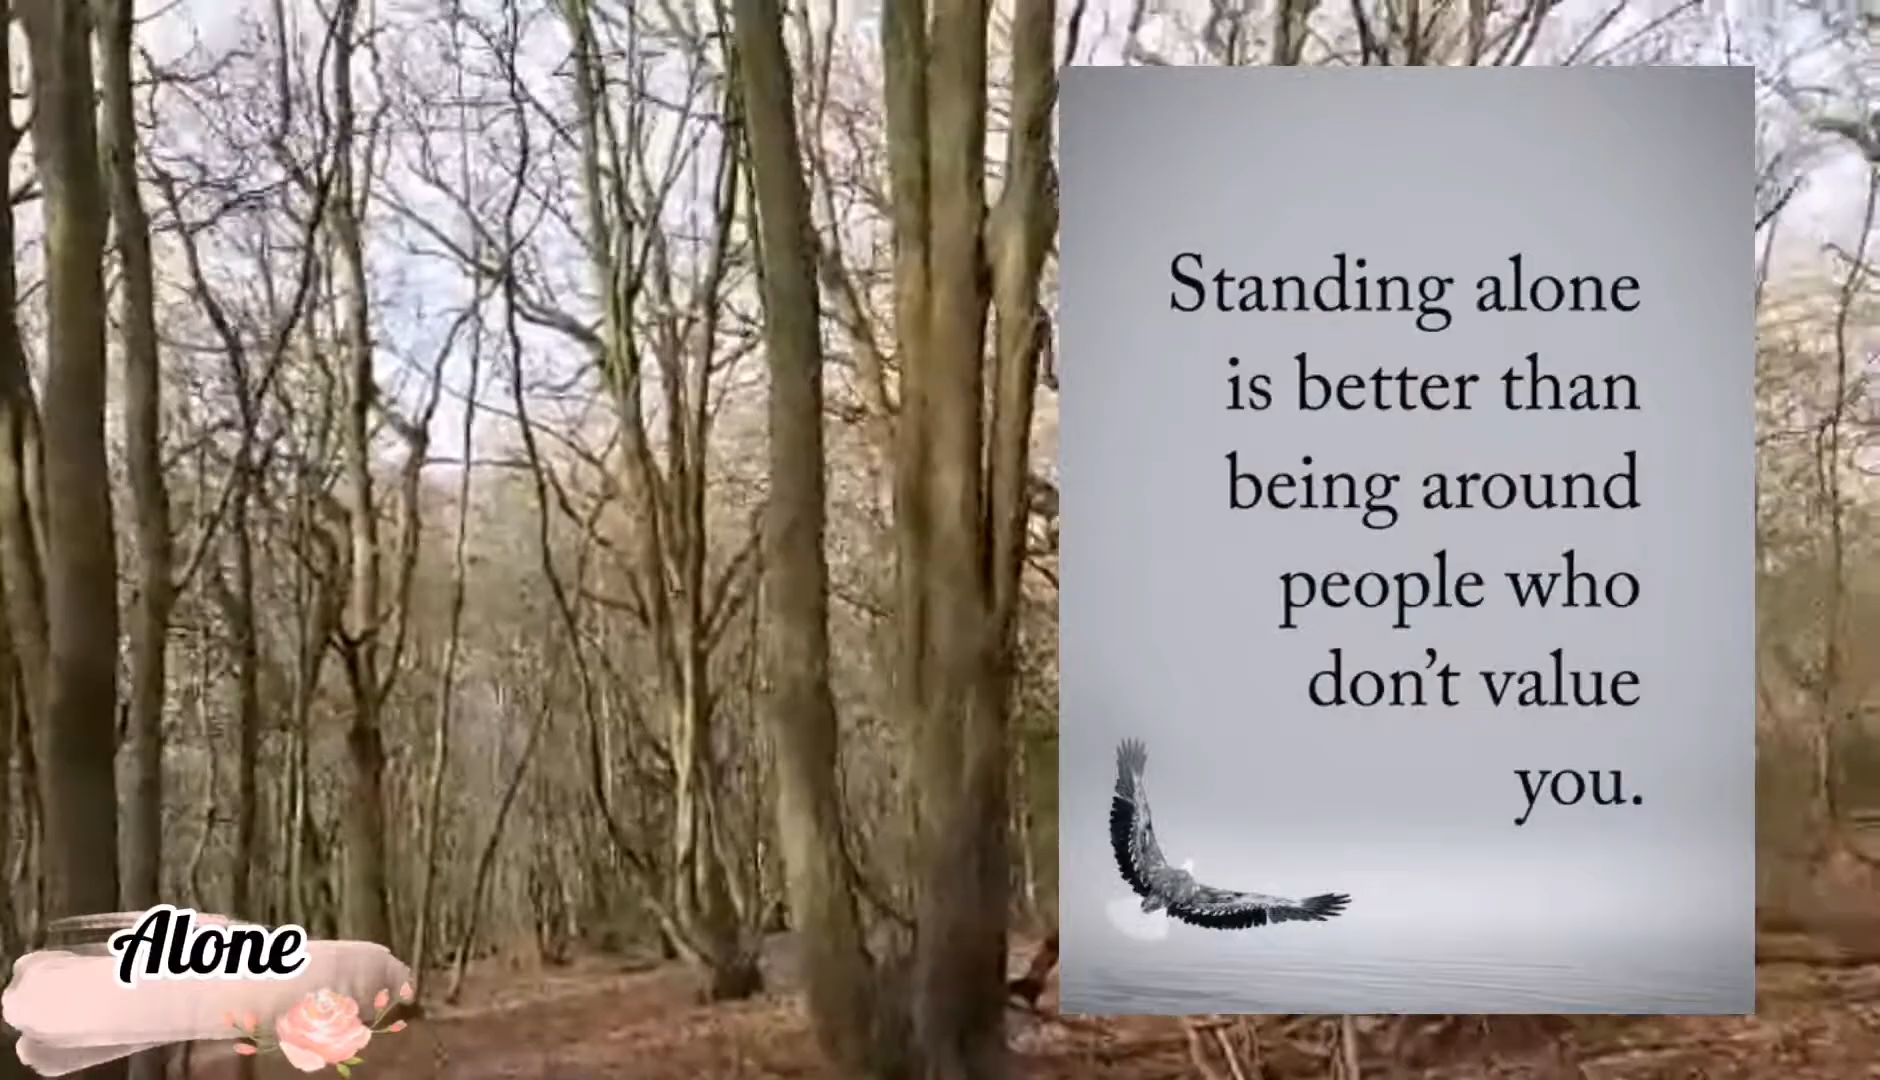 Standing alone
is better than
being around
people who
don't value
you.
Alone